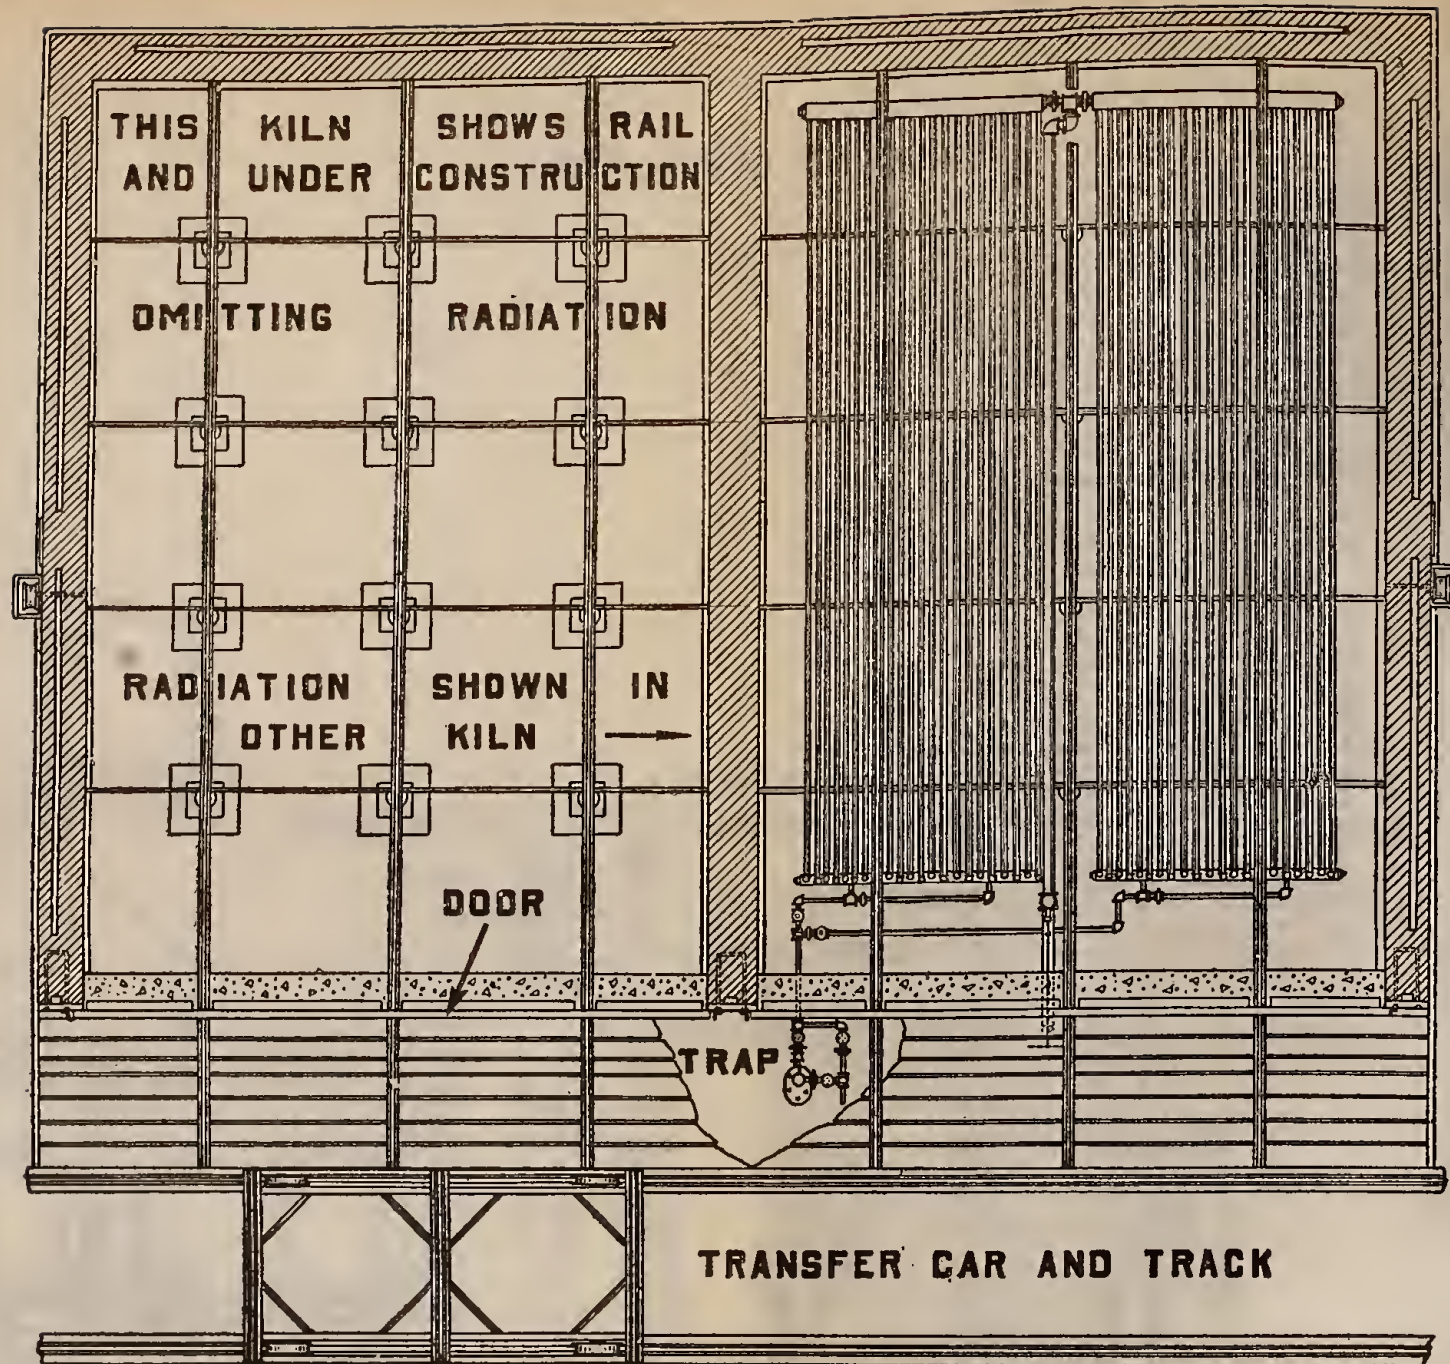 THIS KILN SHOWS RAIL
AND UNDER CONSTRUCTION
OMITTING RADIATION
RADIATION SHOWN IN
OTHER KILN
DOOR
TRAP
TRANSFER CAR AND TRACK